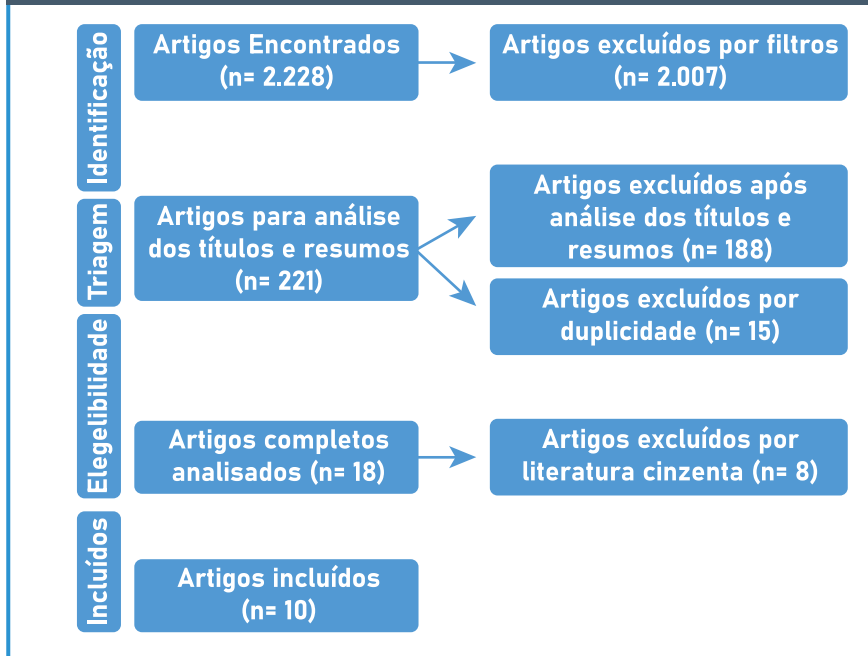 Identificação
Artigos Encontrados
(n= 2.228)
Artigos excluídos por filtros
(n= 2.007)
Triagem
Artigos para análise
dos títulos e resumos
(n= 221)
Artigos excluídos após
análise dos títulos e
resumos (n= 188)
Artigos excluídos por
duplicidade (n= 15)
Elegelibilidade
Artigos completos
analisados (n= 18)
Artigos excluídos por
literatura cinzenta (n= 8)
Incluídos
Artigos incluídos
(n= 10)